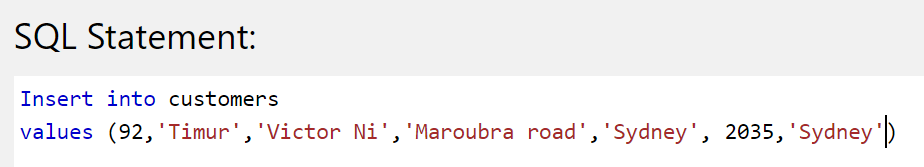 SQL Statement:
Insert into customers
values (92,'Timur','Victor Ni','Maroubra road','Sydney', 2035,'Sydney')